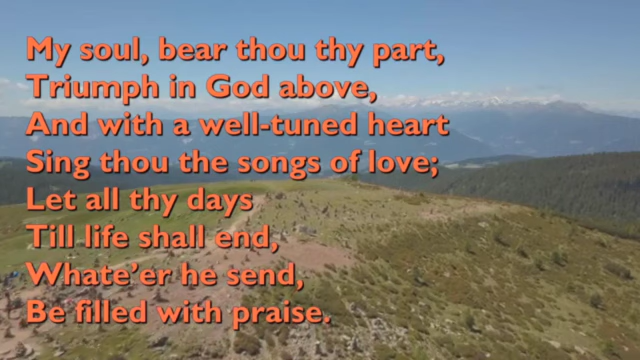 My soul, bear thou thy part,
Triumph in God above,
And with a well-tuned heart
Sing thou the songs of love;
Let all thy days
Till life shall end,
Whate’er he send,
Be filled with praise.